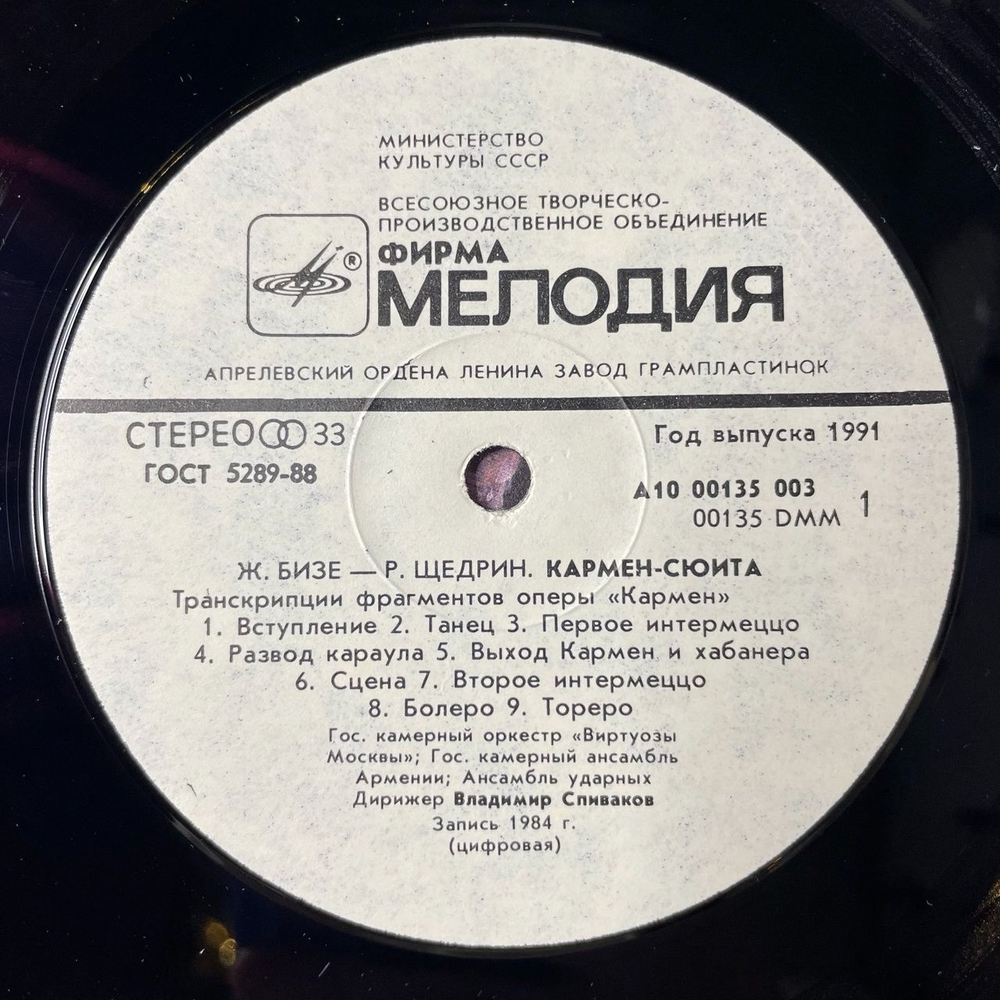 МИНИСТЕРСТВО
КУЛЬТУРЫ СССР
ВСЕСОЮЗНОЕ ТВОРЧЕСКО-
ПРОИЗВОДСТВЕННОЕ ОБЪЕДИНЕНИЕ
®
ФИРМА
МЕЛОДИЯ
АПРЕЛЕВСКИЙ ОРДЕНА ЛЕНИНА ЗАВОД ГРАМПЛАСТИНОК
СТЕРЕО 33
Год выпуска 1991
ГОСТ 5289-88
А10 00135 003
00135 DMM
1
Ж. БИЗЕ — Р. ЩЕДРИН. КАРМЕН-СЮИТА
Транскрипции фрагментов оперы «Кармен»
1. Вступление 2. Танец 3. Первое интермеццо
4. Развод караула 5. Выход Кармен и хабанера
6. Сцена 7. Второе интермеццо
8. Болеро 9. Тореро
Гос. камерный оркестр «Виртуозы
Москвы»; Гос. камерный ансамбль
Армении; Ансамбль ударных
Дирижер Владимир Спиваков
Запись 1984 г.
(цифровая)